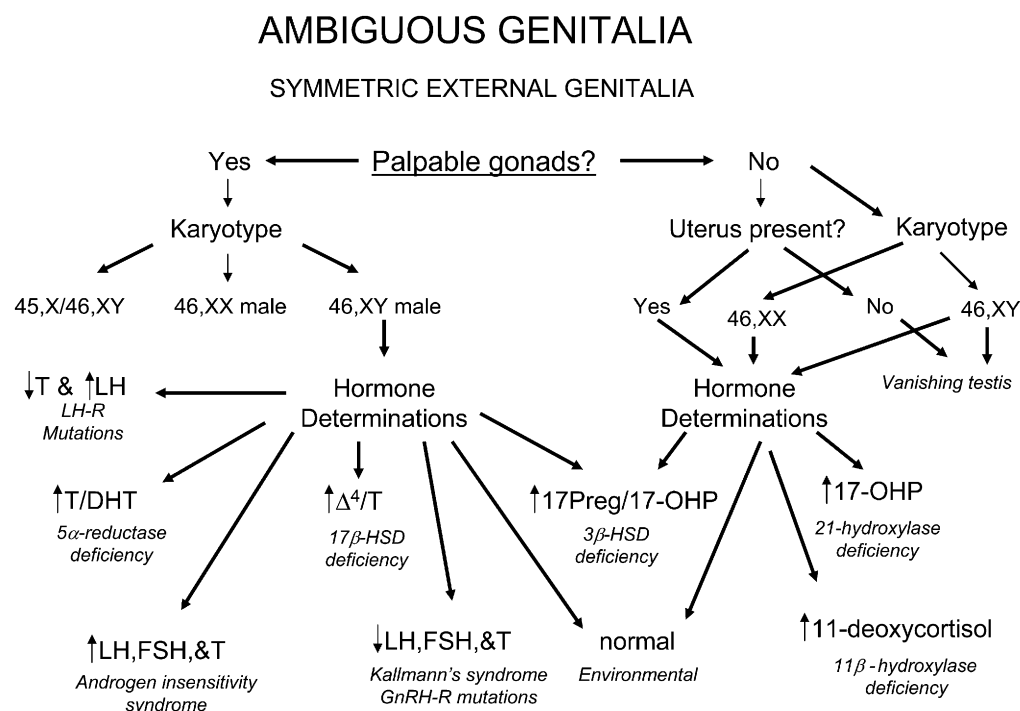 AMBIGUOUS GENITALIA
SYMMETRIC EXTERNAL GENITALIA
Yes
Palpable gonads?
No
Karyotype
Uterus present?
Karyotype
45,X/46,XY
46,XX male
46,XY male
Yes
46,XX
No
46,XY
↓T & ↑LH
LH-R
Mutations
Hormone
Determinations
Hormone
Determinations
Vanishing testis
↑T/DHT
5α-reductase
deficiency
↑Δ⁴/T
17β-HSD
deficiency
↑17Preg/17-OHP
3β-HSD
deficiency
↑17-OHP
21-hydroxylase
deficiency
↑LH,FSH,&T
Androgen insensitivity
syndrome
↓LH,FSH,&T
Kallmann's syndrome
GnRH-R mutations
normal
Environmental
↑11-deoxycortisol
11β-hydroxylase
deficiency